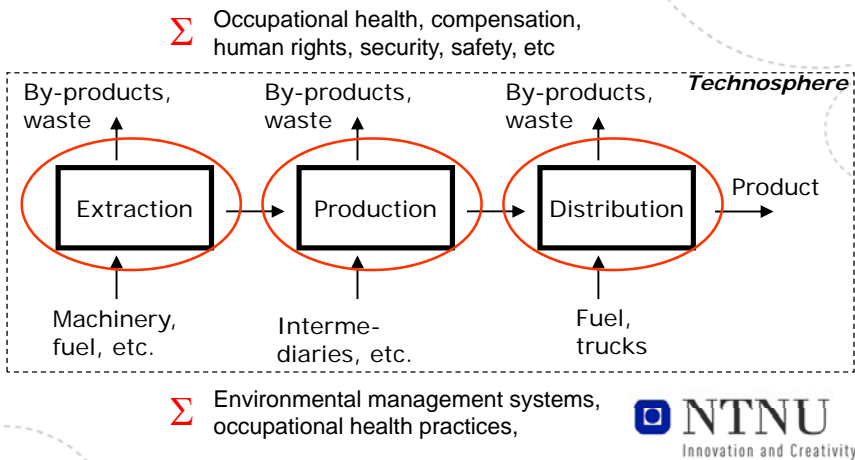 Σ Occupational health, compensation,
human rights, security, safety, etc
Technosphere
By-products,
waste
By-products,
waste
By-products,
waste
Extraction
Production
Distribution
Product
Machinery,
fuel, etc.
Interme-
diaries, etc.
Fuel,
trucks
Σ Environmental management systems,
occupational health practices,
NTNU
Innovation and Creativity